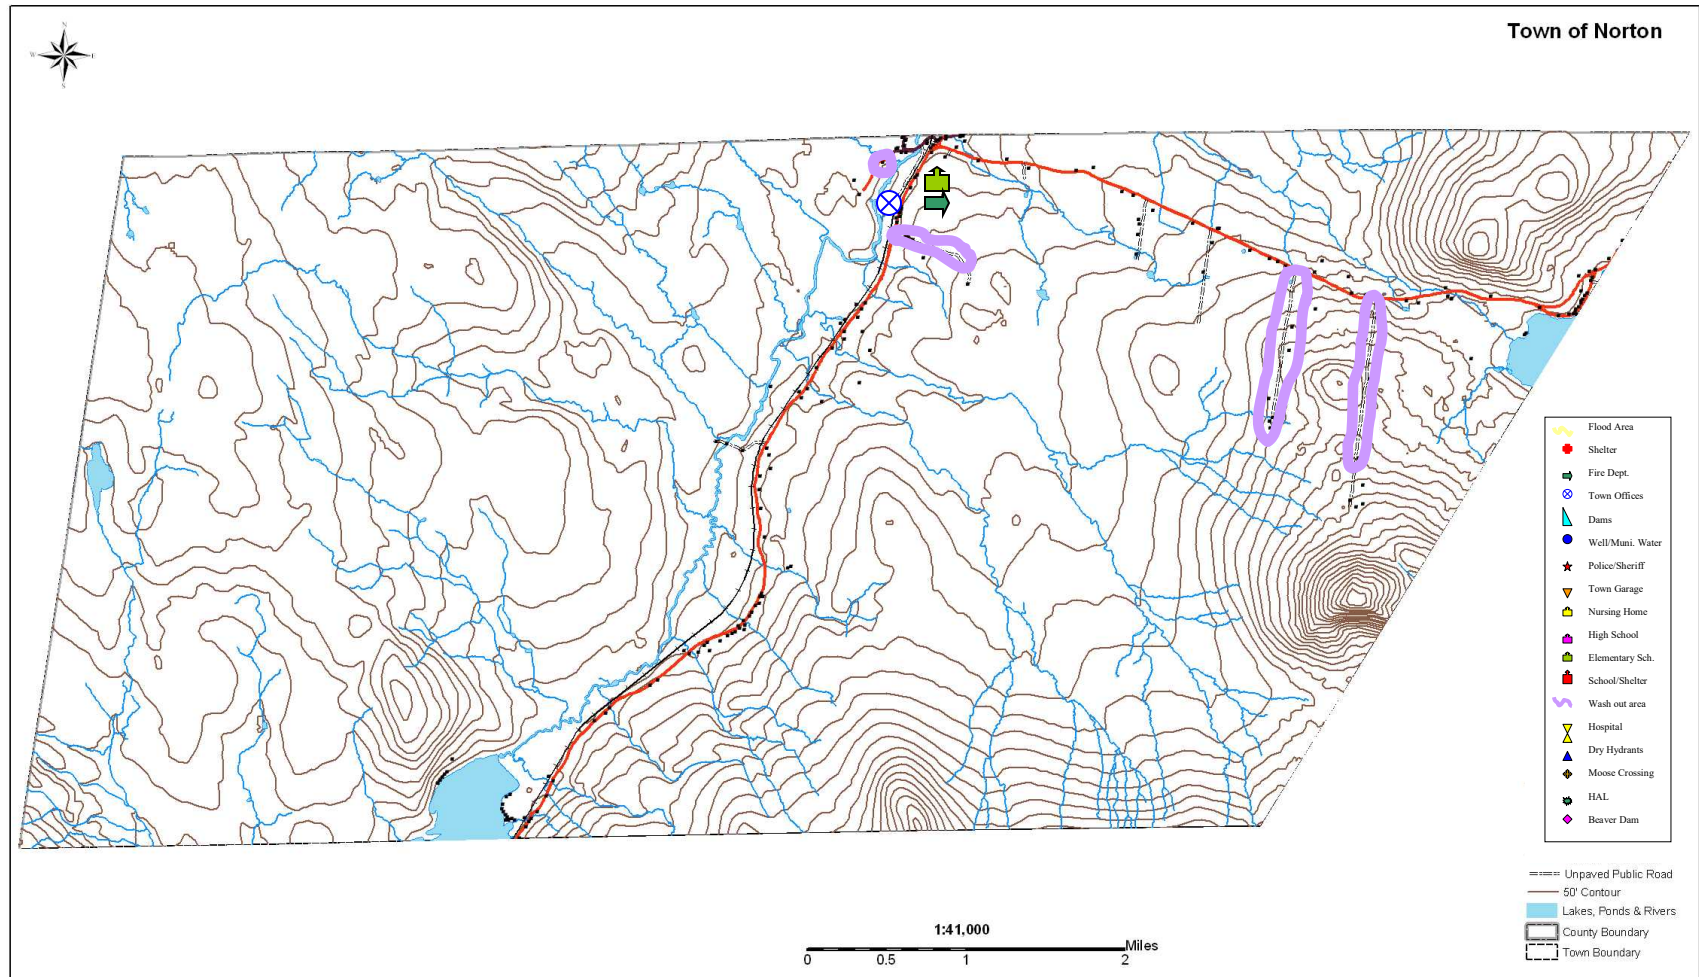 Town of Norton
N
W
E
S
Flood Area
Shelter
Fire Dept.
Town Offices
Dams
Well/Muni. Water
Police/Sheriff
Town Garage
Nursing Home
High School
Elementary Sch.
School/Shelter
Wash out area
Hospital
Dry Hydrants
Moose Crossing
HAL
Beaver Dam
Unpaved Public Road
50' Contour
Lakes, Ponds & Rivers
County Boundary
Town Boundary
1:41,000
Miles
0 0.5 1 2